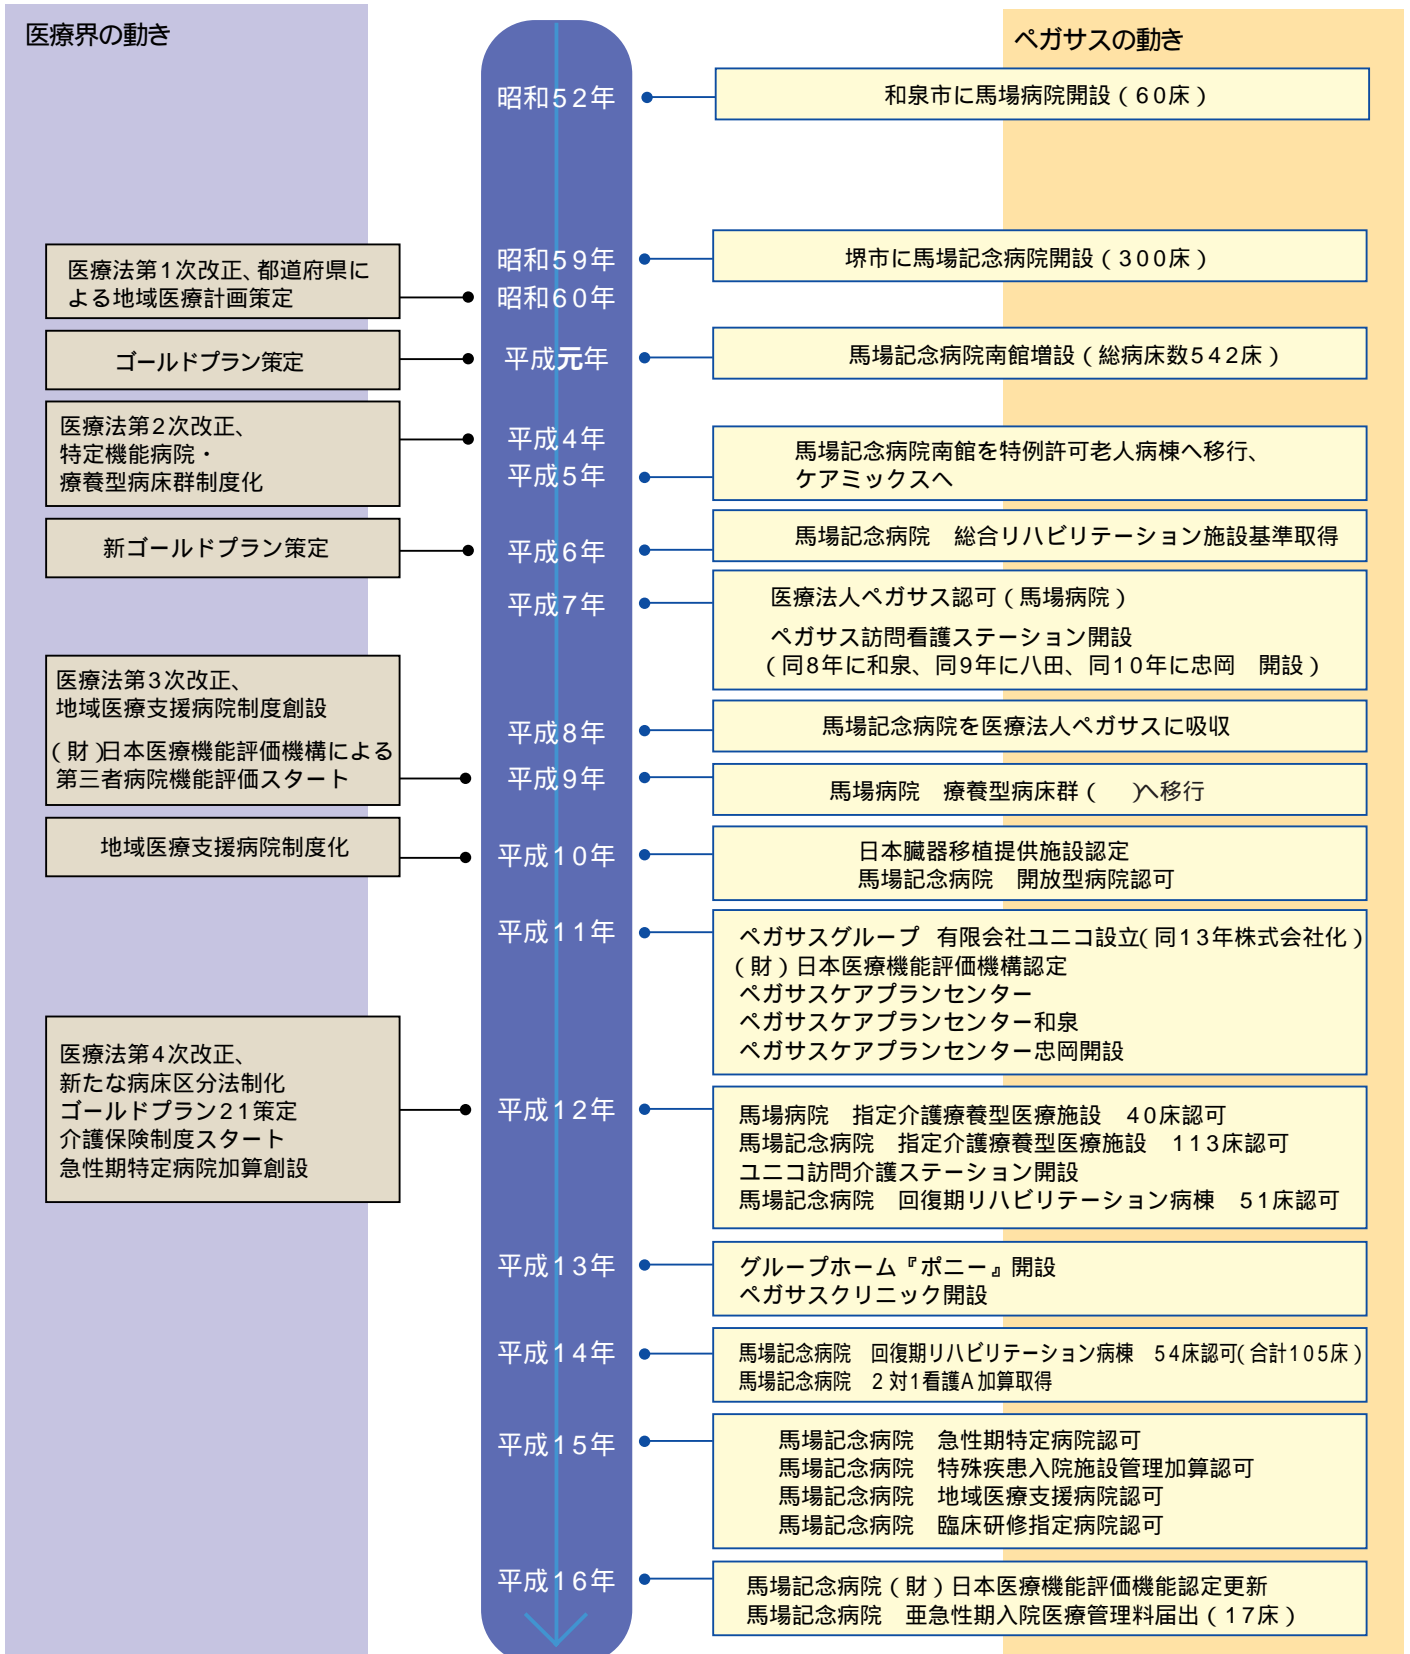 医療界の動き
ペガサスの動き
昭和52年
和泉市に馬場病院開設(60床)
昭和59年
堺市に馬場記念病院開設(300床)
医療法第1次改正、都道府県に
よる地域医療計画策定
昭和60年
ゴールドプラン策定
平成元年
馬場記念病院南館増設(総病床数542床)
医療法第2次改正、
特定機能病院・
療養型病床群制度化
平成4年
平成5年
馬場記念病院南館を特例許可老人病棟へ移行、
ケアミックスへ
新ゴールドプラン策定
平成6年
馬場記念病院 総合リハビリテーション施設基準取得
平成7年
医療法人ペガサス認可(馬場病院)
ペガサス訪問看護ステーション開設
(同8年に和泉、同9年に八田、同10年に忠岡 開設)
医療法第3次改正、
地域医療支援病院制度創設
(財)日本医療機能評価機構による
第三者病院機能評価スタート
平成8年
馬場記念病院を医療法人ペガサスに吸収
平成9年
馬場病院 療養型病床群( )へ移行
地域医療支援病院制度化
平成10年
日本臓器移植提供施設認定
馬場記念病院 開放型病院認可
平成11年
ペガサスグループ 有限会社ユニコ設立(同13年株式会社化)
(財)日本医療機能評価機構認定
ペガサスケアプランセンター
ペガサスケアプランセンター和泉
ペガサスケアプランセンター忠岡開設
医療法第4次改正、
新たな病床区分法制化
ゴールドプラン21策定
介護保険制度スタート
急性期特定病院加算創設
平成12年
馬場病院 指定介護療養型医療施設 40床認可
馬場記念病院 指定介護療養型医療施設 113床認可
ユニコ訪問介護ステーション開設
馬場記念病院 回復期リハビリテーション病棟 51床認可
平成13年
グループホーム『ポニー』開設
ペガサスクリニック開設
平成14年
馬場記念病院 回復期リハビリテーション病棟 54床認可(合計105床)
馬場記念病院 2対1看護A加算取得
平成15年
馬場記念病院 急性期特定病院認可
馬場記念病院 特殊疾患入院施設管理加算認可
馬場記念病院 地域医療支援病院認可
馬場記念病院 臨床研修指定病院認可
平成16年
馬場記念病院(財)日本医療機能評価機能認定更新
馬場記念病院 亜急性期入院医療管理料届出(17床)